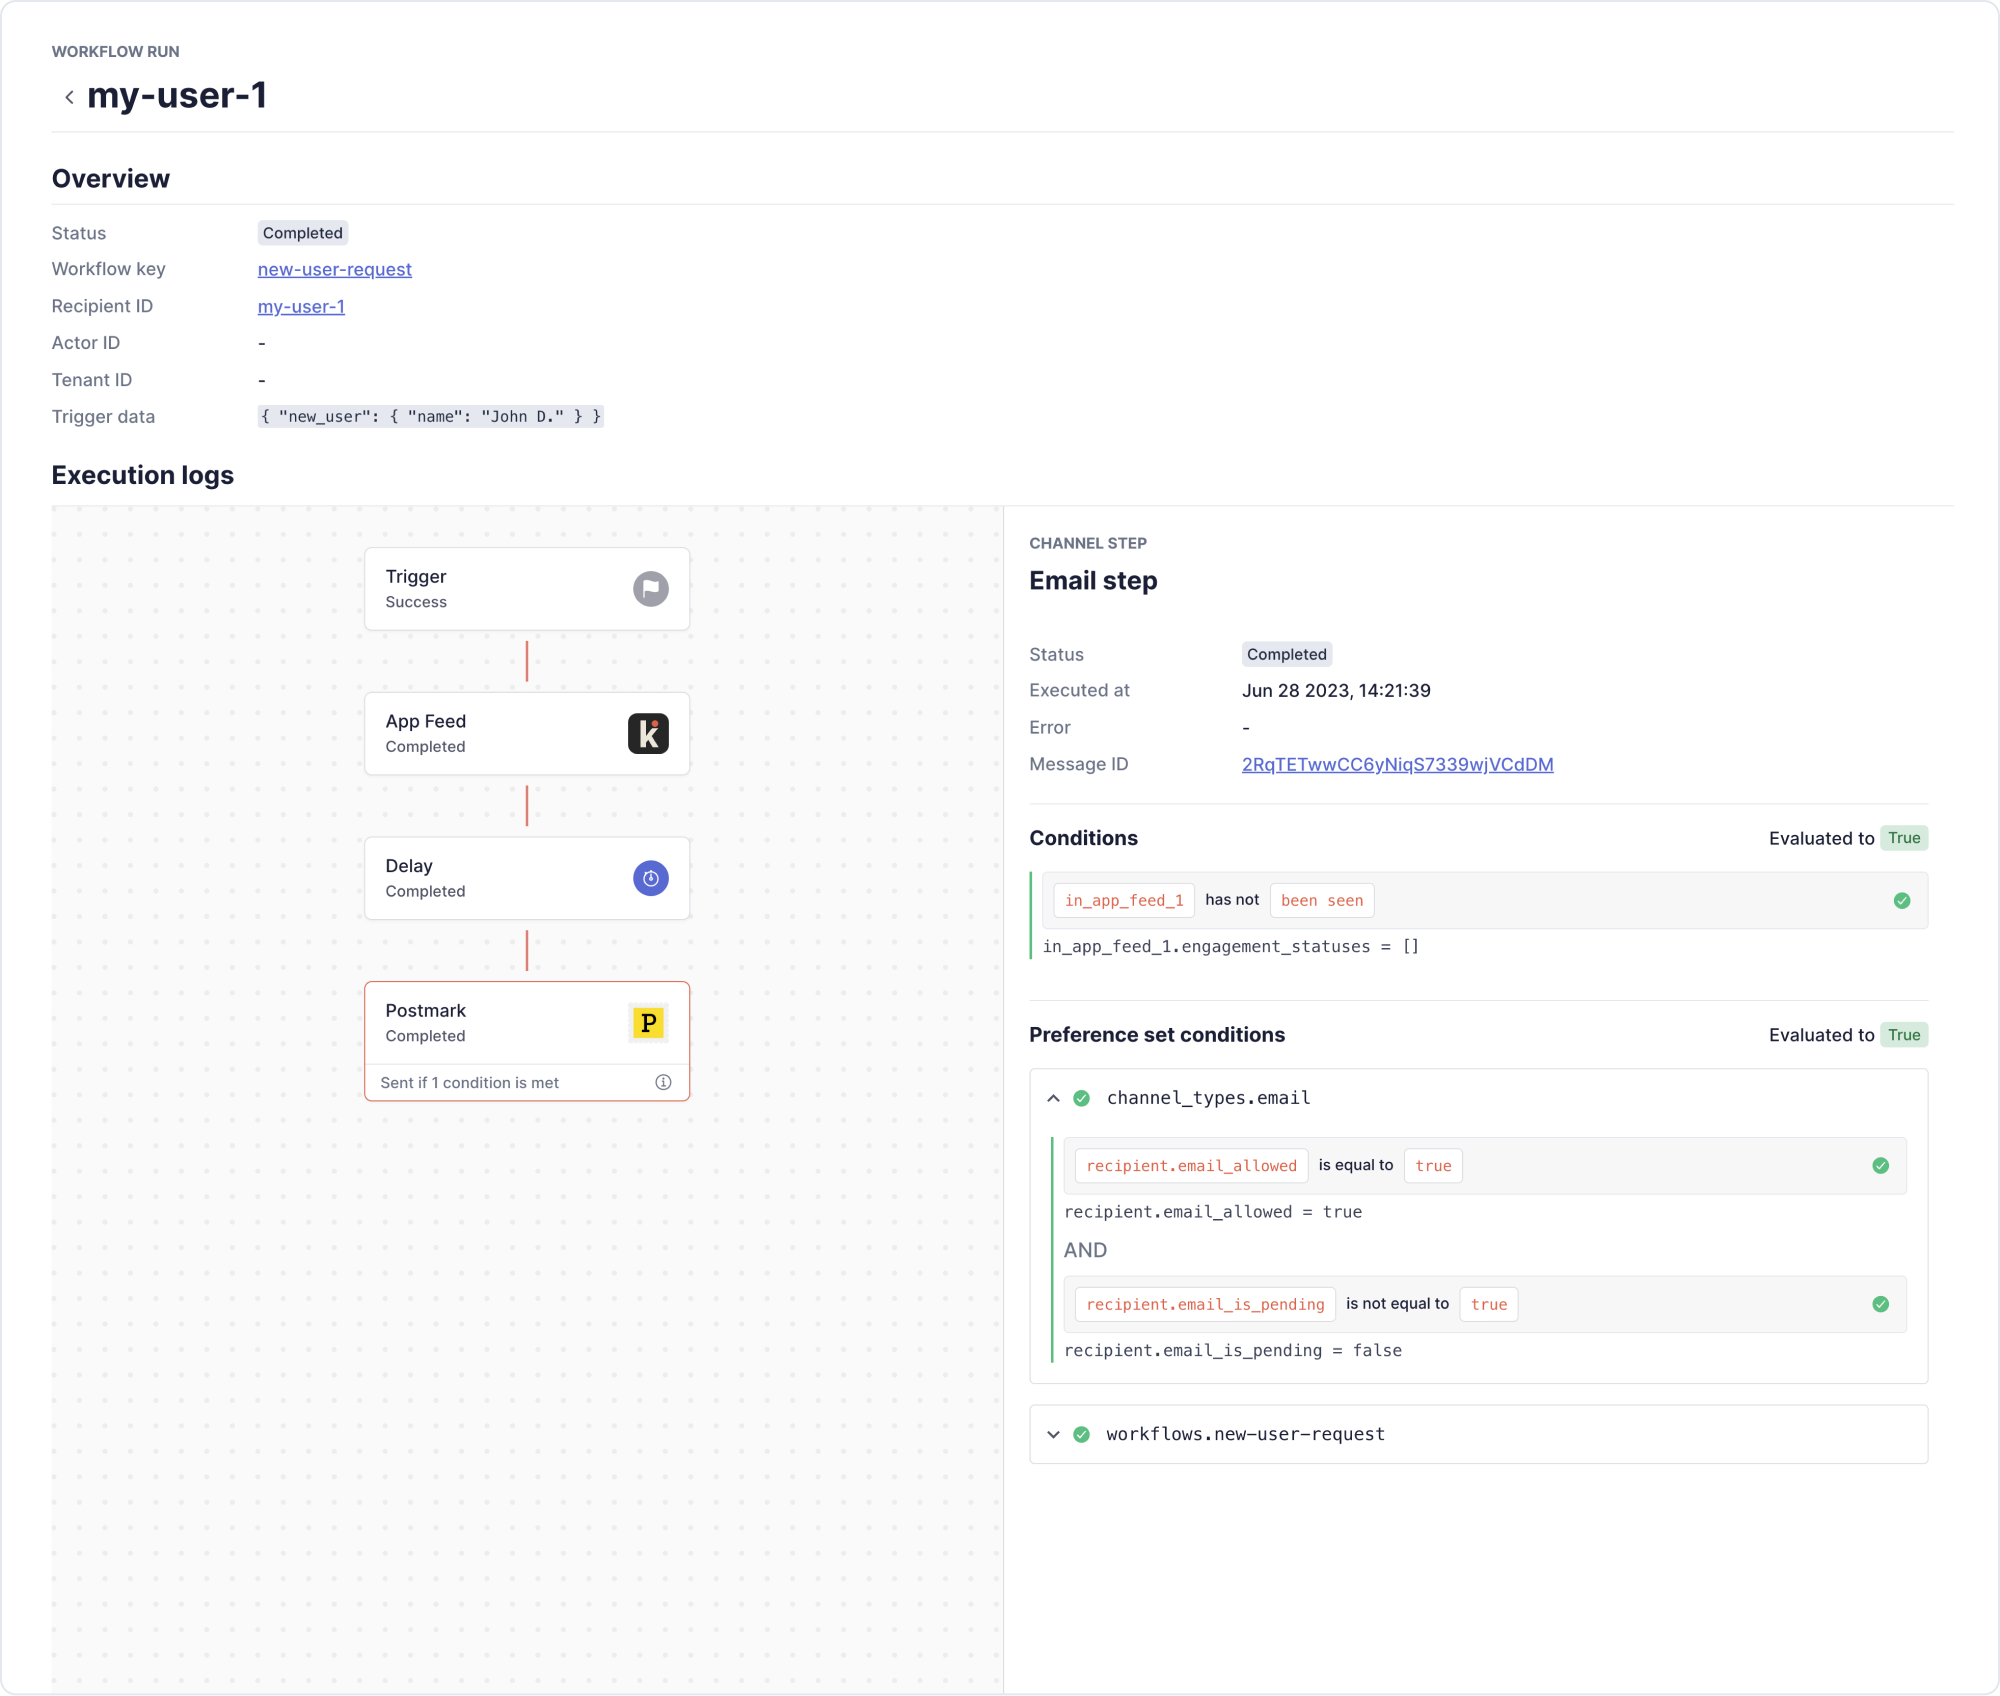 WORKFLOW RUN
my-user-1
Overview
Status Completed
Workflow key new-user-request
Recipient ID my-user-1
Actor ID -
Tenant ID -
Trigger data { "new_user": { "name": "John D." } }
Execution logs
Trigger
Success
App Feed
Completed
k
Delay
Completed
Postmark
Completed
P
Sent if 1 condition is met
CHANNEL STEP
Email step
Status Completed
Executed at Jun 28 2023, 14:21:39
Error -
Message ID 2RqTETwwCC6yNiqS7339wjVCdDM
Conditions Evaluated to True
in_app_feed_1 has not been seen
in_app_feed_1.engagement_statuses = []
Preference set conditions Evaluated to True
channel_types.email
recipient.email_allowed is equal to true
recipient.email_allowed = true
AND
recipient.email_is_pending is not equal to true
recipient.email_is_pending = false
workflows.new-user-request